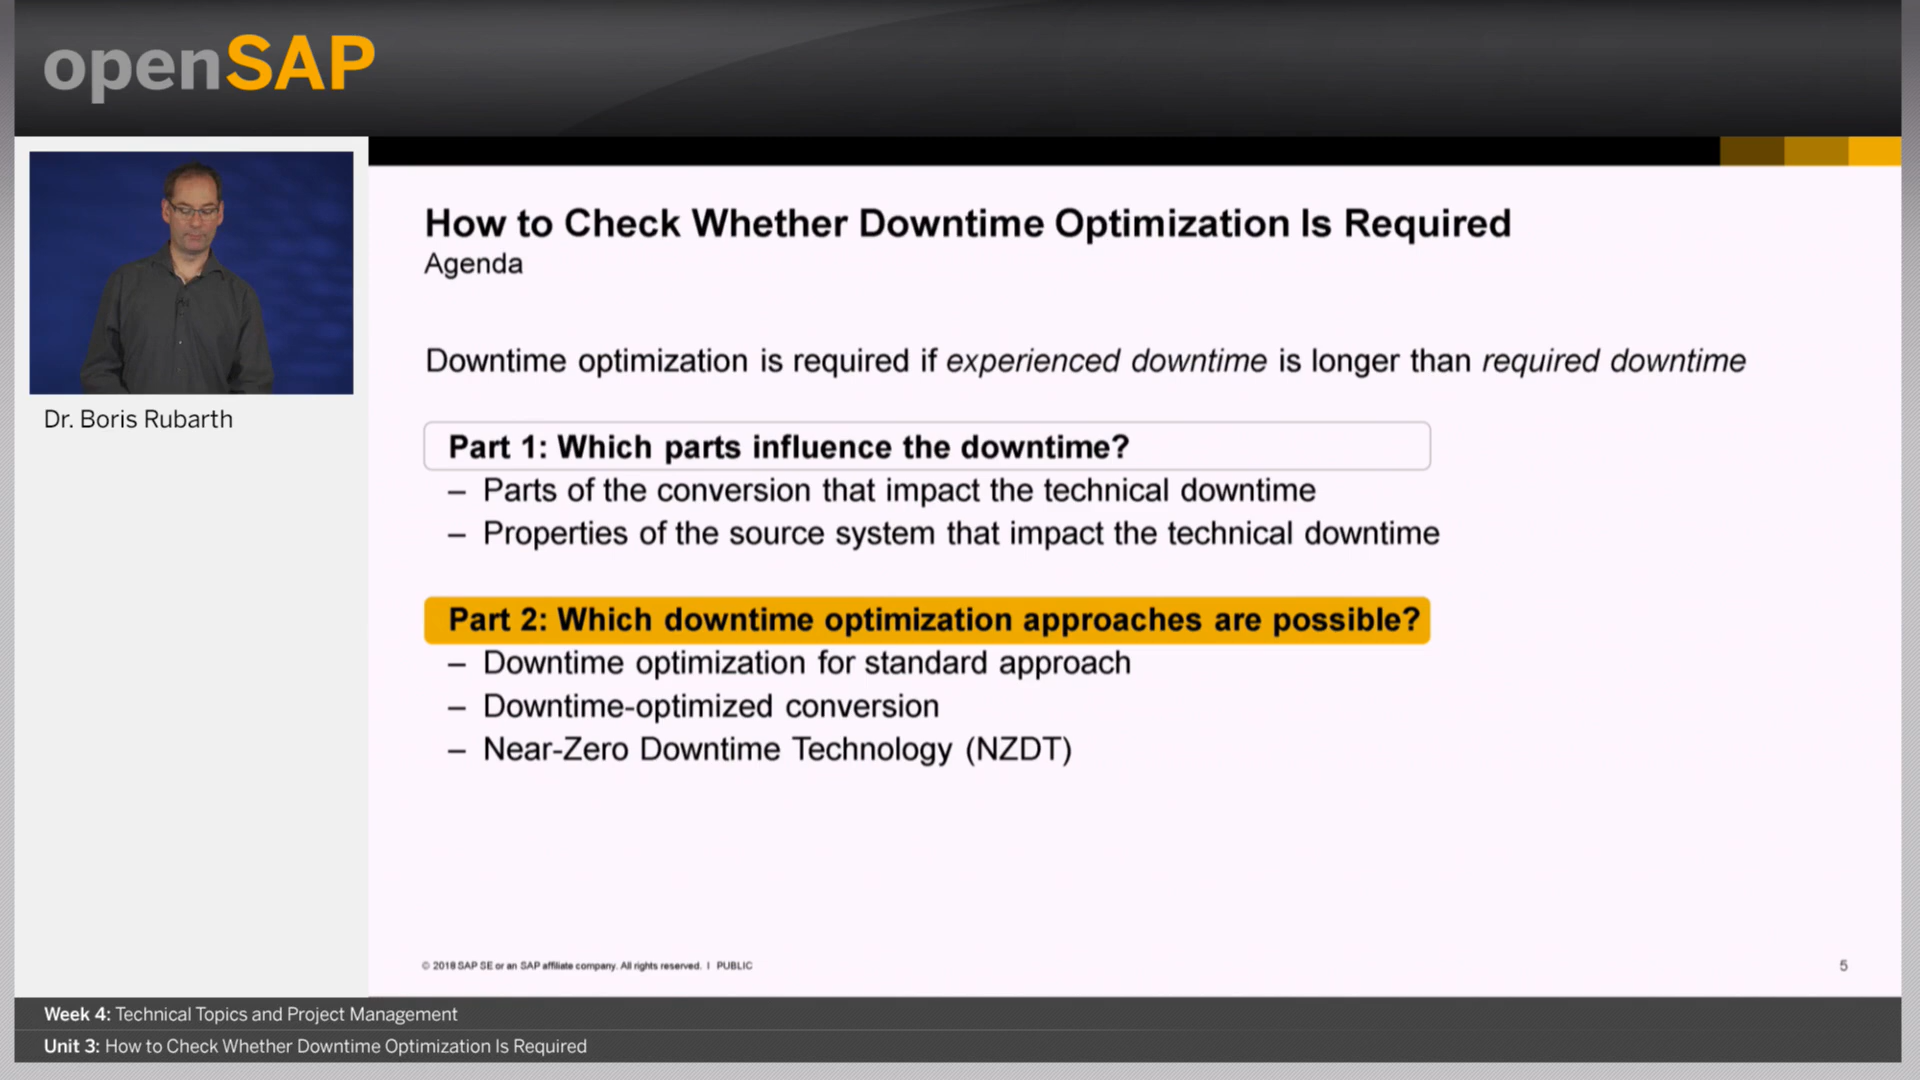 openSAP
Dr. Boris Rubarth
How to Check Whether Downtime Optimization Is Required
Agenda
Downtime optimization is required if experienced downtime is longer than required downtime
Part 1: Which parts influence the downtime?
– Parts of the conversion that impact the technical downtime
– Properties of the source system that impact the technical downtime
Part 2: Which downtime optimization approaches are possible?
– Downtime optimization for standard approach
– Downtime-optimized conversion
– Near-Zero Downtime Technology (NZDT)
© 2018 SAP SE or an SAP affiliate company. All rights reserved. I PUBLIC
5
Week 4: Technical Topics and Project Management
Unit 3: How to Check Whether Downtime Optimization Is Required